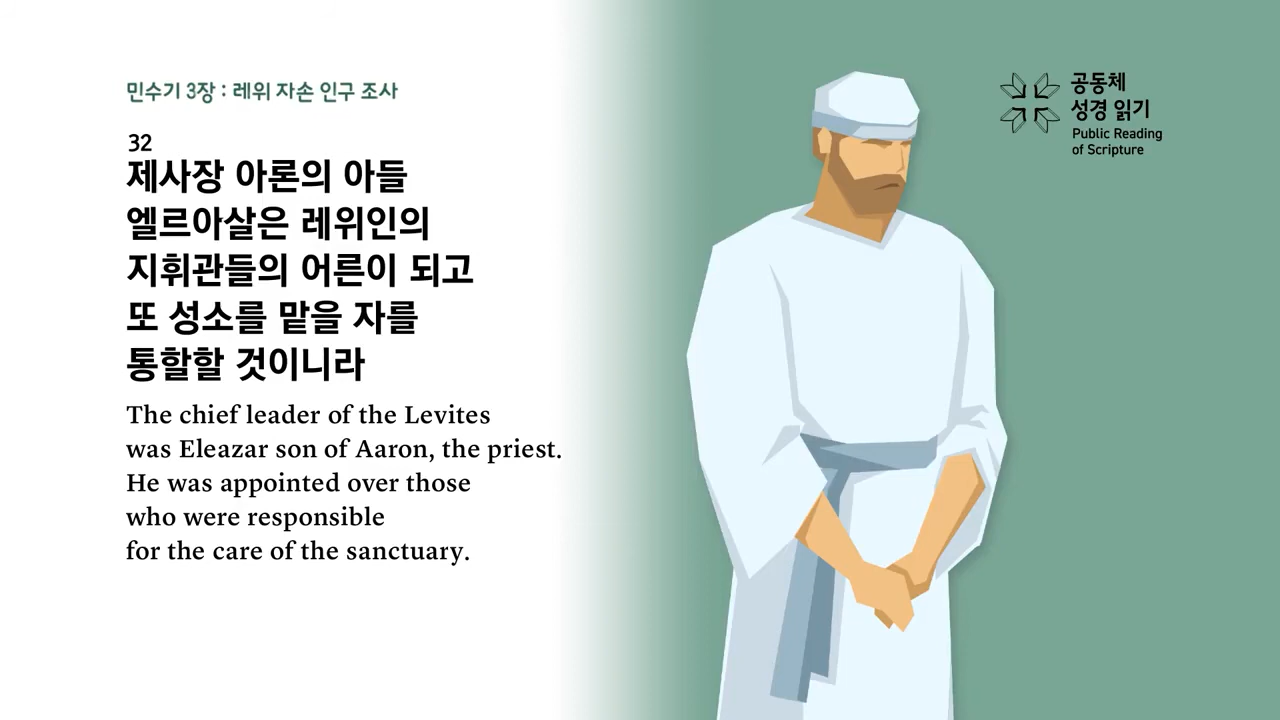 민수기 3장 : 레위 자손 인구 조사
32
제사장 아론의 아들
엘르아살은 레위인의
지휘관들의 어른이 되고
또 성소를 맡을 자를
통할할 것이니라
The chief leader of the Levites
was Eleazar son of Aaron, the priest.
He was appointed over those
who were responsible
for the care of the sanctuary.
공동체
성경 읽기
Public Reading
of Scripture